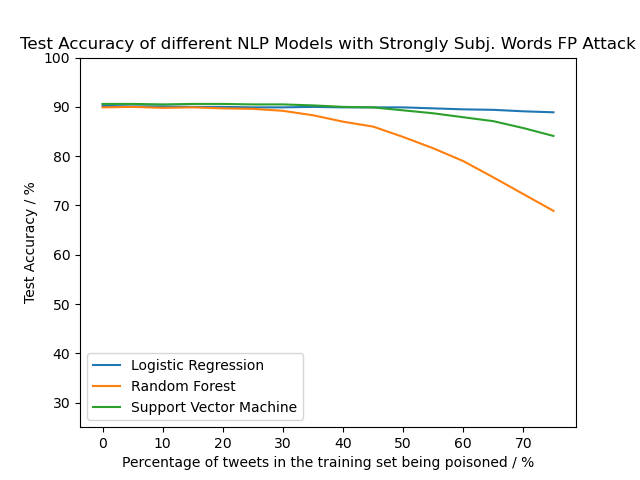 Test Accuracy of different NLP Models with Strongly Subj. Words FP Attack
100
90
80
70
60
50
40
30
Test Accuracy / %
Logistic Regression
Random Forest
Support Vector Machine
0 10 20 30 40 50 60 70
Percentage of tweets in the training set being poisoned / %